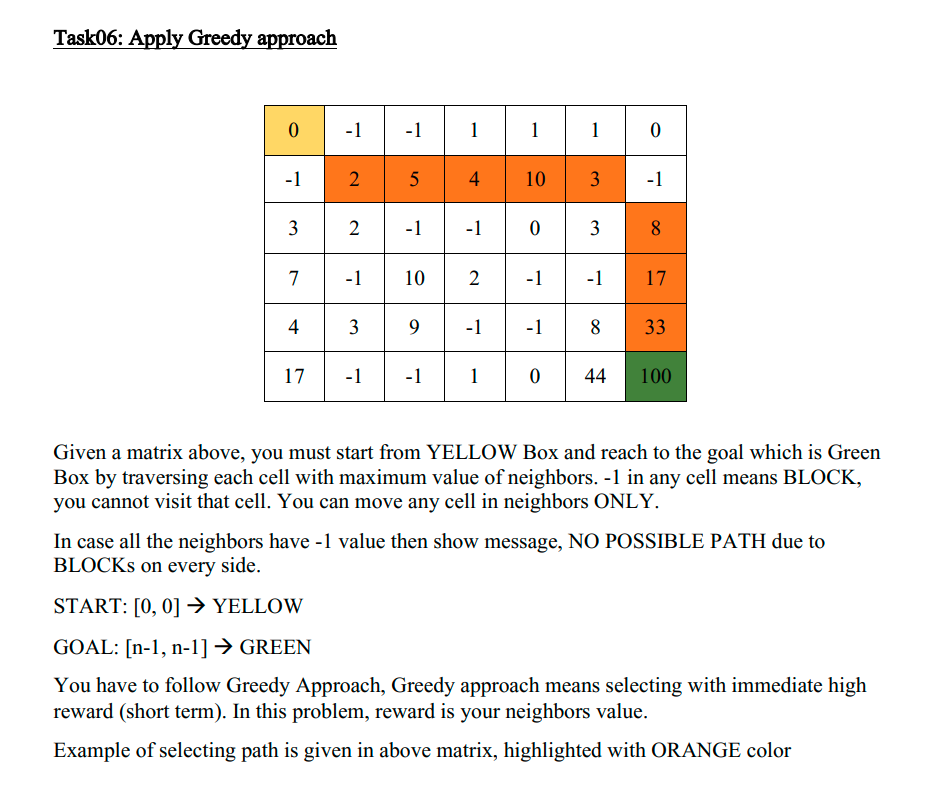 Task06: Apply Greedy approach
0 -1 -1 1 1 1 0
-1 2 5 4 10 3 -1
3 2 -1 -1 0 3 8
7 -1 10 2 -1 -1 17
4 3 9 -1 -1 8 33
17 -1 -1 1 0 44 100
Given a matrix above, you must start from YELLOW Box and reach to the goal which is Green
Box by traversing each cell with maximum value of neighbors. -1 in any cell means BLOCK,
you cannot visit that cell. You can move any cell in neighbors ONLY.
In case all the neighbors have -1 value then show message, NO POSSIBLE PATH due to
BLOCKs on every side.
START: [0, 0] → YELLOW
GOAL: [n-1, n-1] → GREEN
You have to follow Greedy Approach, Greedy approach means selecting with immediate high
reward (short term). In this problem, reward is your neighbors value.
Example of selecting path is given in above matrix, highlighted with ORANGE color